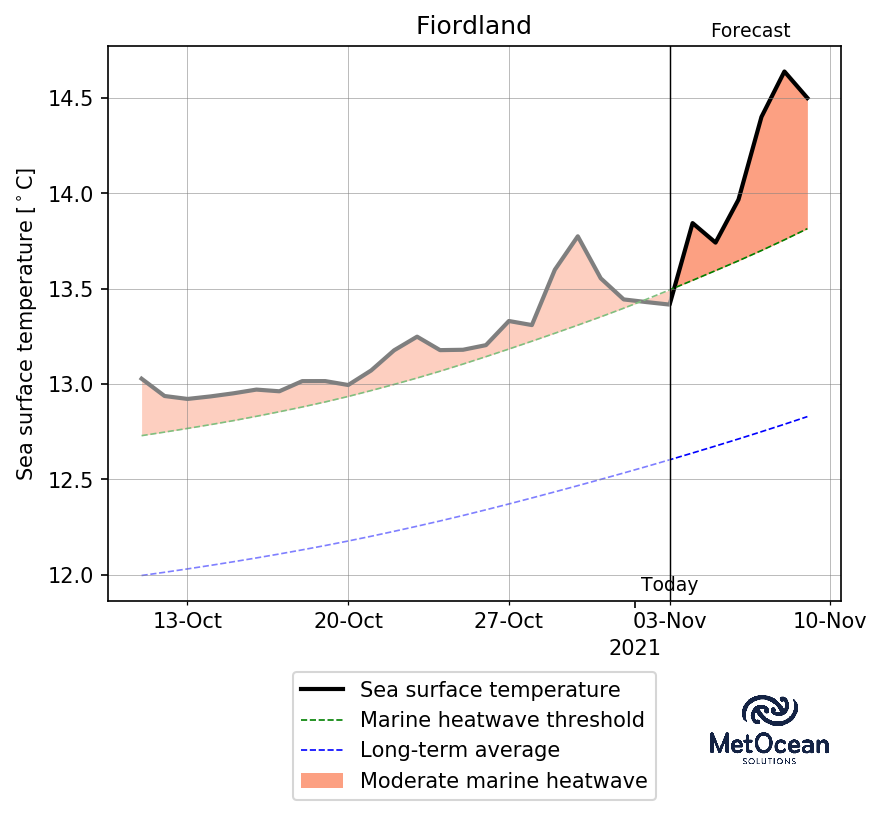 Fiordland
Forecast
Sea surface temperature [°C]
14.5
14.0
13.5
13.0
12.5
12.0
Today
13-Oct
20-Oct
27-Oct
03-Nov
10-Nov
2021
Sea surface temperature
Marine heatwave threshold
Long-term average
Moderate marine heatwave
MetOcean
SOLUTIONS